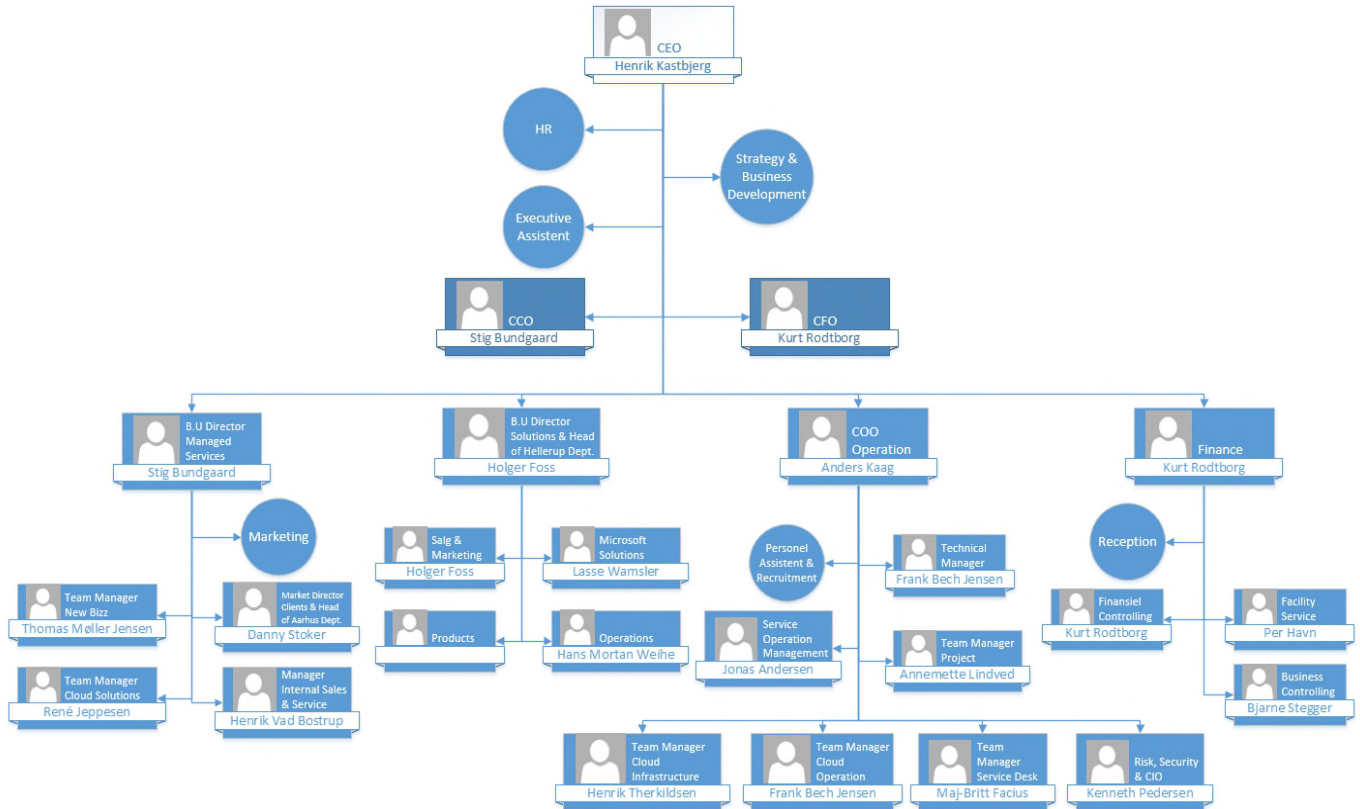 CEO
Henrik Kastbjerg
HR
Strategy &
Business
Development
Executive
Assistent
CCO
Stig Bundgaard
CFO
Kurt Rodtborg
B.U Director
Managed
Services
Stig Bundgaard
B.U Director
Solutions & Head
of Hellerup Dept.
Holger Foss
COO
Operation
Anders Kaag
Finance
Kurt Rodtborg
Marketing
Team Manager
New Bizz
Thomas Møller Jensen
Market Director
Clients & Head
of Aarhus Dept.
Danny Stoker
Team Manager
Cloud Solutions
René Jeppesen
Manager
Internal Sales
& Service
Henrik Vad Bostrup
Salg &
Marketing
Holger Foss
Microsoft
Solutions
Lasse Wamsler
Products
Operations
Hans Mortan Weihe
Personel
Assistent &
Recruitment
Technical
Manager
Frank Bech Jensen
Service
Operation
Management
Jonas Andersen
Team Manager
Project
Annemette Lindved
Team Manager
Cloud
Infrastructure
Henrik Therkildsen
Team Manager
Cloud
Operation
Frank Bech Jensen
Team
Manager
Service Desk
Maj-Britt Facius
Risk, Security
& CIO
Kenneth Pedersen
Reception
Finansiel
Controlling
Kurt Rodtborg
Facility
Service
Per Havn
Business
Controlling
Bjarne Stegger